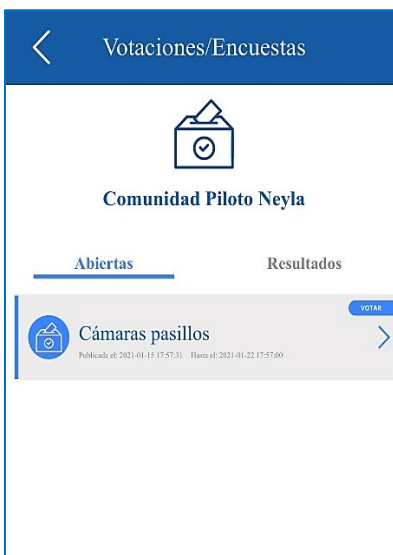 Votaciones/Encuestas
Comunidad Piloto Neyla
Abiertas Resultados
VOTAR
Cámaras pasillos
Publicada el: 2021-01-15 17:57:31 Hasta el: 2021-01-22 17:57:00